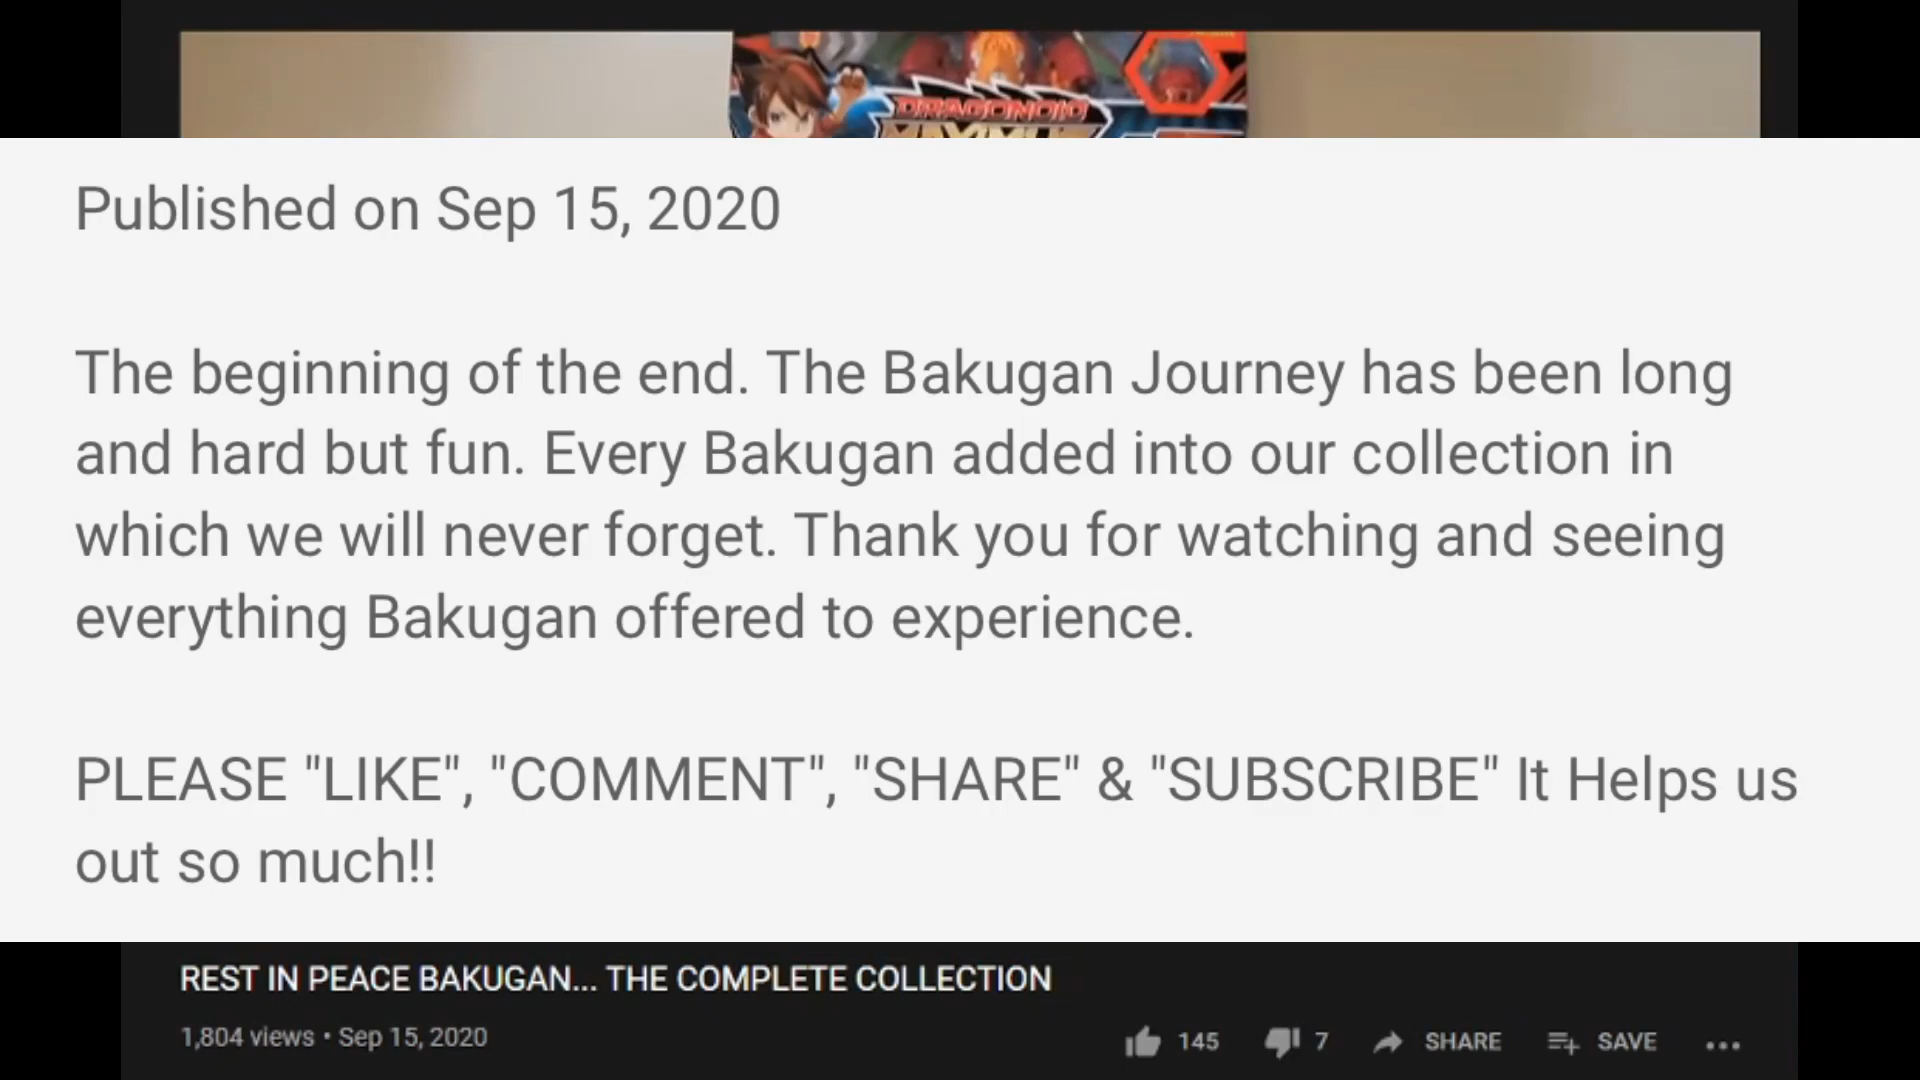 DRAGONOID
Published on Sep 15, 2020
The beginning of the end. The Bakugan Journey has been long
and hard but fun. Every Bakugan added into our collection in
which we will never forget. Thank you for watching and seeing
everything Bakugan offered to experience.
PLEASE "LIKE", "COMMENT", "SHARE" & "SUBSCRIBE" It Helps us
out so much!!
REST IN PEACE BAKUGAN... THE COMPLETE COLLECTION
1,804 views • Sep 15, 2020
145 7 SHARE SAVE